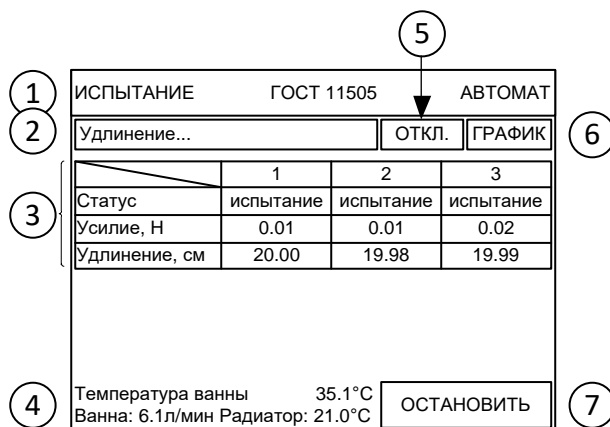 5
1 ИСПЫТАНИЕ ГОСТ 11505 АВТОМАТ
2 Удлинение... ОТКЛ. ГРАФИК 6
1 2 3
3 Статус испытание испытание испытание
Усилие, Н 0.01 0.01 0.02
Удлинение, см 20.00 19.98 19.99
4 Температура ванны 35.1°C ОСТАНОВИТЬ 7
Ванна: 6.1л/мин Радиатор: 21.0°C